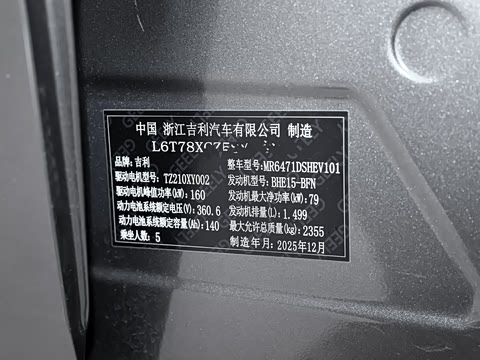 中国 浙江吉利汽车有限公司 制造
L6T78XCZ
品牌: 吉利
整车型号: MR6471DSHEV101
驱动电机型号: TZ210XY002
发动机型号: BHE15-BFN
驱动电机峰值功率(kW): 160
发动机最大净功率(kW): 79
动力电池系统额定电压(V): 360.6
发动机排量(L): 1.499
动力电池系统额定容量(Ah): 140
最大允许总质量(kg): 2355
乘坐人数: 5
制造年月: 2025年12月